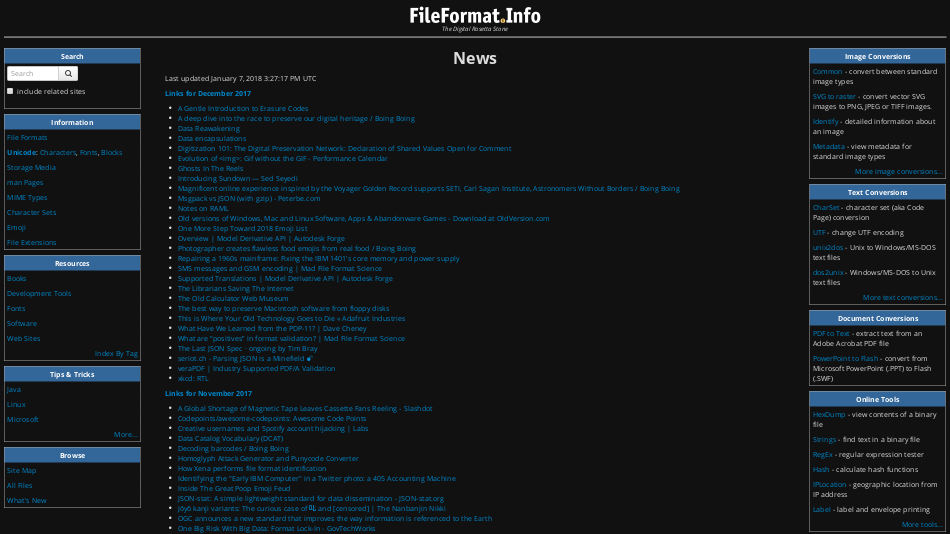 FileFormat.Info
The Digital Rosetta Stone
Search
Search
include related sites
Information
File Formats
Unicode: Characters, Fonts, Blocks
Storage Media
man Pages
MIME Types
Character Sets
Emoji
File Extensions
Resources
Books
Development Tools
Fonts
Software
Web Sites
Index By Tag
Tips & Tricks
Java
Linux
Microsoft
More...
Browse
Site Map
All Files
What's New
News
Last updated January 7, 2018 3:27:17 PM UTC
Links for December 2017
A Gentle Introduction to Erasure Codes
A deep dive into the race to preserve our digital heritage / Boing Boing
Data Reawakening
Data encapsulations
Digitization 101: The Digital Preservation Network: Declaration of Shared Values Open for Comment
Evolution of <img>: Gif without the GIF - Performance Calendar
Ghosts In The Reels
Introducing Sundown — Sed Seyedi
Magnificent online experience inspired by the Voyager Golden Record supports SETI, Carl Sagan Institute, Astronomers Without Borders / Boing Boing
Msgpack vs JSON (with gzip) - Peterbe.com
Notes on RAML
Old versions of Windows, Mac and Linux Software, Apps & Abandonware Games - Download at OldVersion.com
One More Step Toward 2018 Emoji List
Overview | Model Derivative API | Autodesk Forge
Photographer creates flawless food emojis from real food / Boing Boing
Repairing a 1960s mainframe: Fixing the IBM 1401's core memory and power supply
SMS messages and GSM encoding | Mad File Format Science
Supported Translations | Model Derivative API | Autodesk Forge
The Librarians Saving The Internet
The Old Calculator Web Museum
The best way to preserve Macintosh software from floppy disks
This is Where Your Old Technology Goes to Die « Adafruit Industries
What Have We Learned from the PDP-11? | Dave Cheney
What are “positives” in format validation? | Mad File Format Science
The Last JSON Spec · ongoing by Tim Bray
seriot.ch - Parsing JSON is a Minefield 💣
veraPDF | Industry Supported PDF/A Validation
xkcd: RTL
Links for November 2017
A Global Shortage of Magnetic Tape Leaves Cassette Fans Reeling - Slashdot
Codepoints/awesome-codepoints: Awesome Code Points
Creative usernames and Spotify account hijacking | Labs
Data Catalog Vocabulary (DCAT)
Decoding barcodes / Boing Boing
Homoglyph Attack Generator and Punycode Converter
How Xena performs file format identification
Identifying the "Early IBM Computer" in a Twitter photo: a 405 Accounting Machine
Inside The Great Poop Emoji Feud
JSON-stat: A simple lightweight standard for data dissemination - JSON-stat.org
jōyō kanji variants: The curious case of and [censored] | The Nanbanjin Nikki
OGC announces a new standard that improves the way information is referenced to the Earth
One Big Risk With Big Data: Format Lock-In - GovTechWorks
Image Conversions
Common - convert between standard
image types
SVG to raster - convert vector SVG
images to PNG, JPEG or TIFF images.
Identify - detailed information about
an image
Metadata - view metadata for
standard image types
More image conversions...
Text Conversions
CharSet - character set (aka Code
Page) conversion
UTF - change UTF encoding
unix2dos - Unix to Windows/MS-DOS
text files
dos2unix - Windows/MS-DOS to Unix
text files
More text conversions...
Document Conversions
PDF to Text - extract text from an
Adobe Acrobat PDF file
PowerPoint to Flash - convert from
Microsoft PowerPoint (.PPT) to Flash
(.SWF)
Online Tools
HexDump - view contents of a binary
file
Strings - find text in a binary file
RegEx - regular expression tester
Hash - calculate hash functions
IPLocation - geographic location from
IP address
Label - label and envelope printing
More tools...